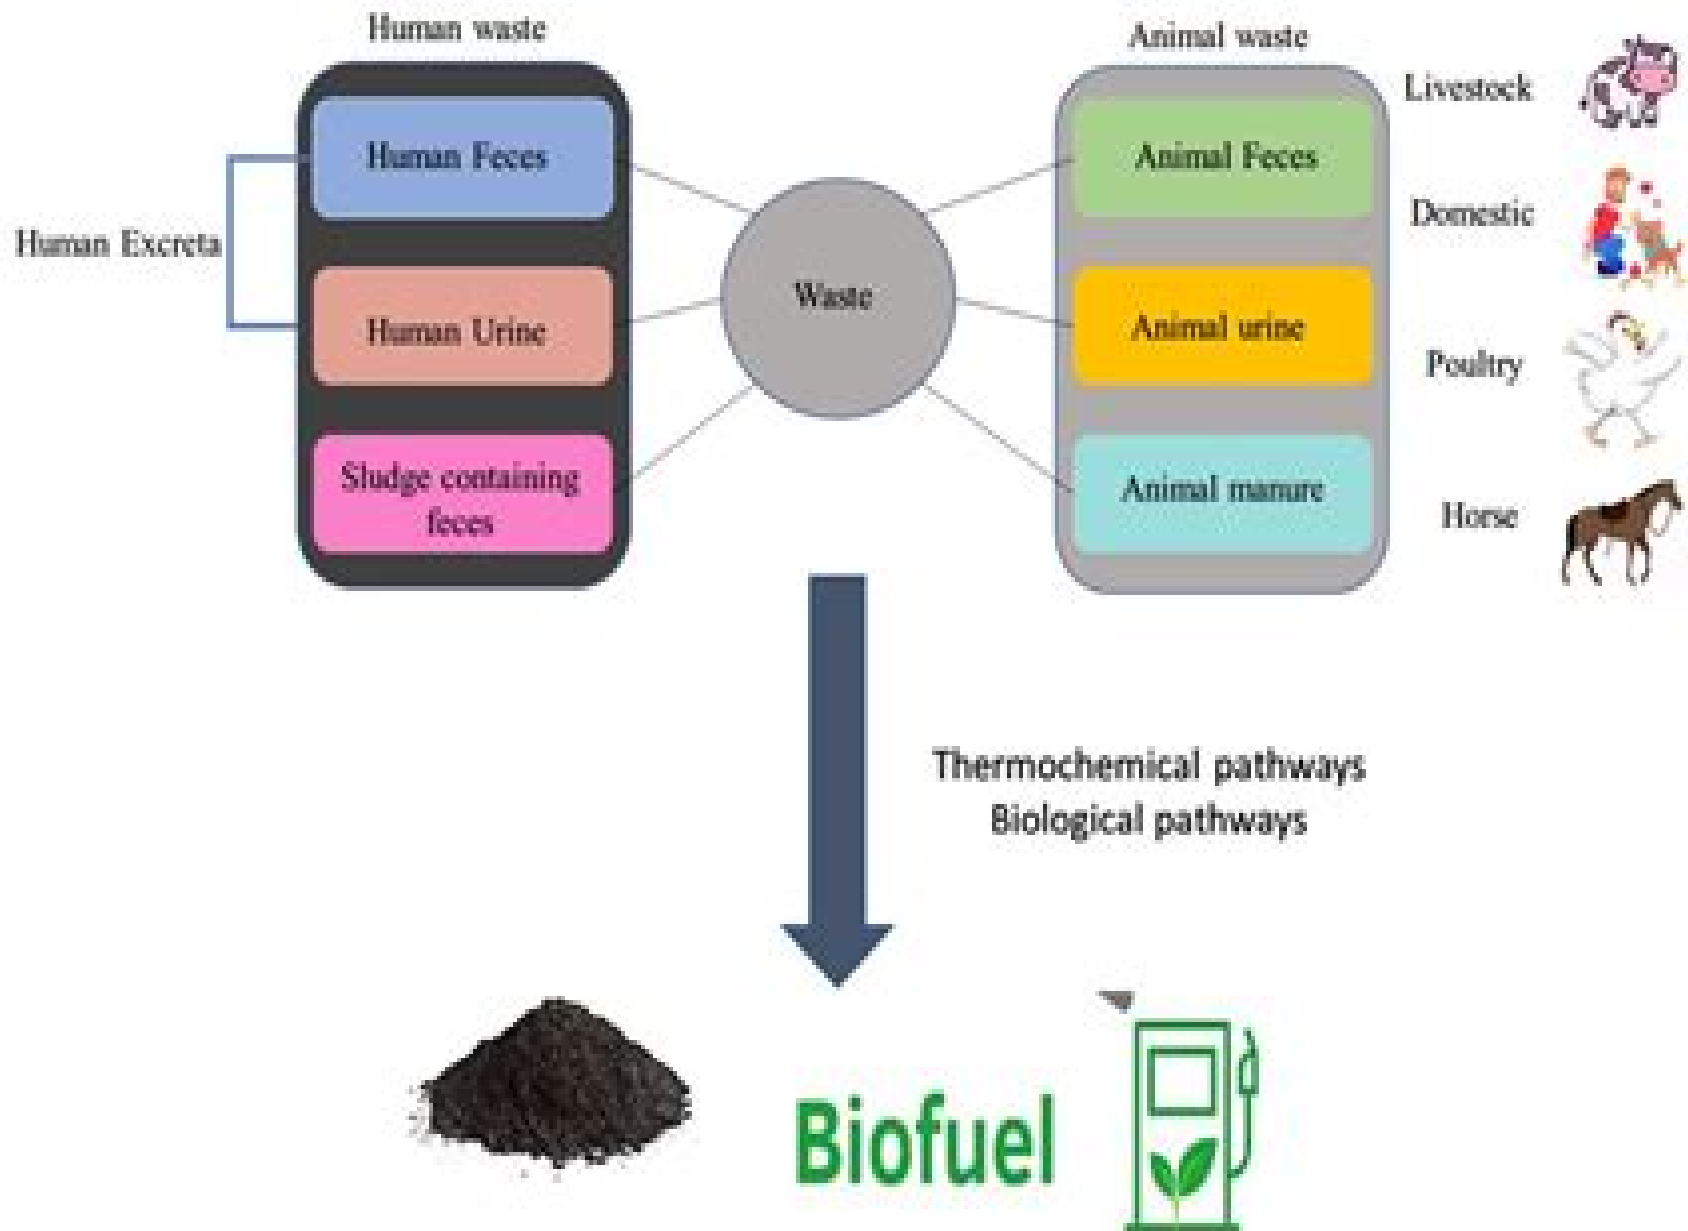 Human waste
Human Feces
Human Excreta
Human Urine
Sludge containing
feces
Waste
Animal waste
Animal Feces
Animal urine
Animal manure
Livestock
Domestic
Poultry
Horse
Thermochemical pathways
Biological pathways
Biofuel